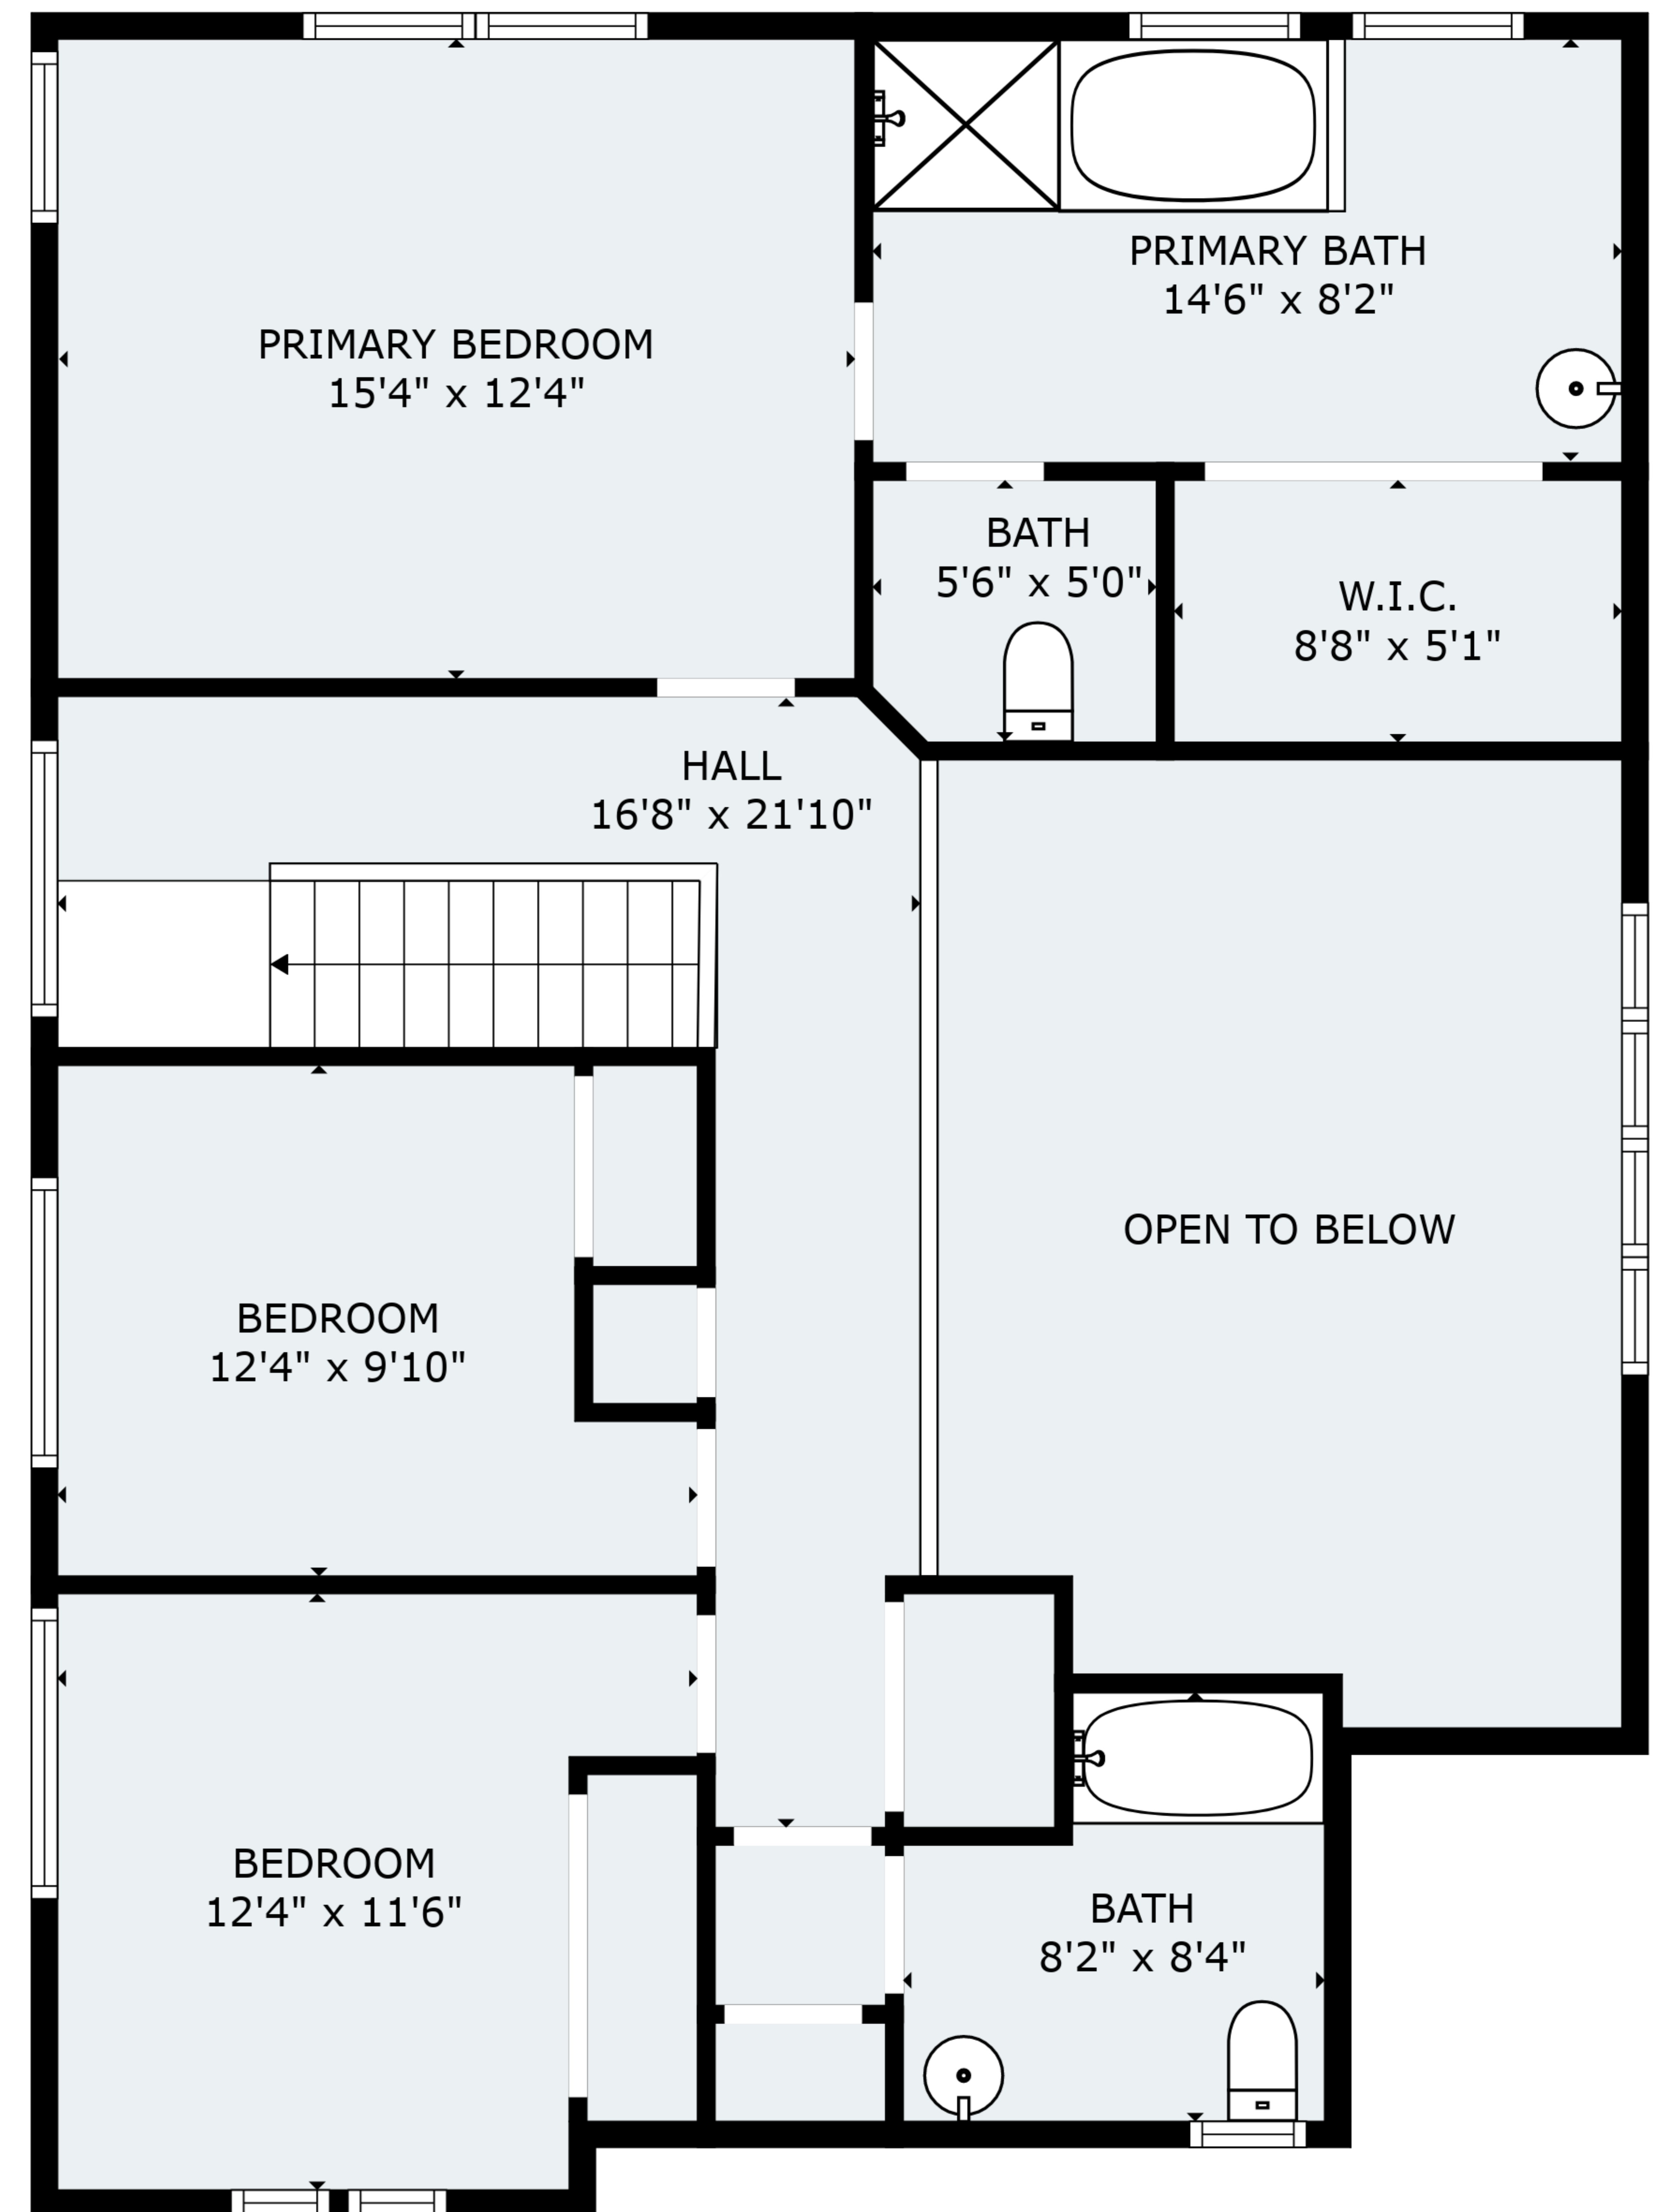 PRIMARY BATH
14'6" x 8'2"
PRIMARY BEDROOM
15'4" x 12'4"
BATH
5'6" x 5'0"
W.I.C.
8'8" x 5'1"
HALL
16'8" x 21'10"
OPEN TO BELOW
BEDROOM
12'4" x 9'10"
BEDROOM
12'4" x 11'6"
BATH
8'2" x 8'4"